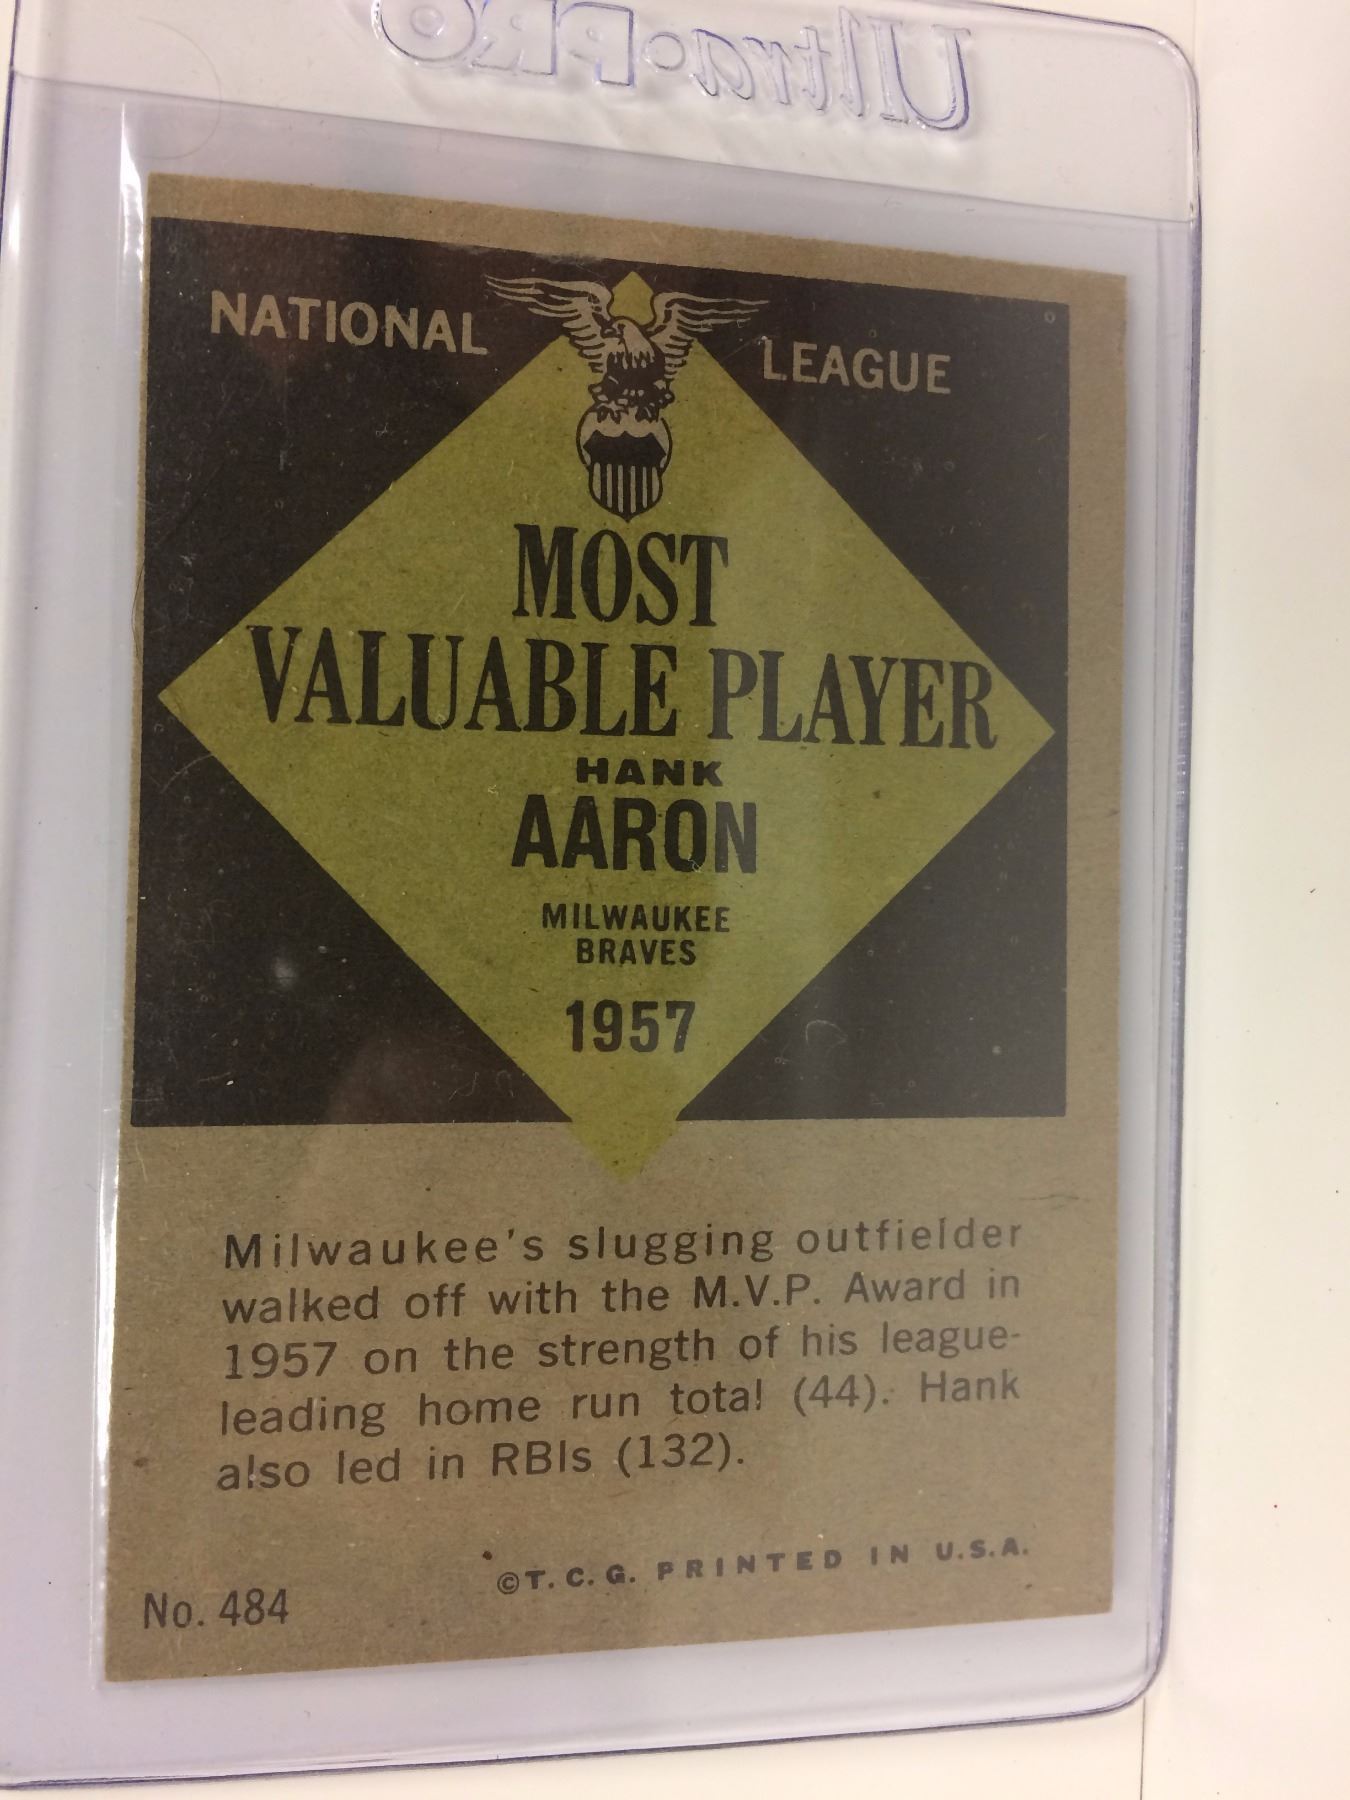 Ultra•PRO
NATIONAL LEAGUE
MOST
VALUABLE PLAYER
HANK
AARON
MILWAUKEE
BRAVES
1957
Milwaukee's slugging outfielder
walked off with the M.V.P. Award in
1957 on the strength of his league-
leading home run total (44). Hank
also led in RBIs (132).
©T. C. G. PRINTED IN U.S.A.
No. 484